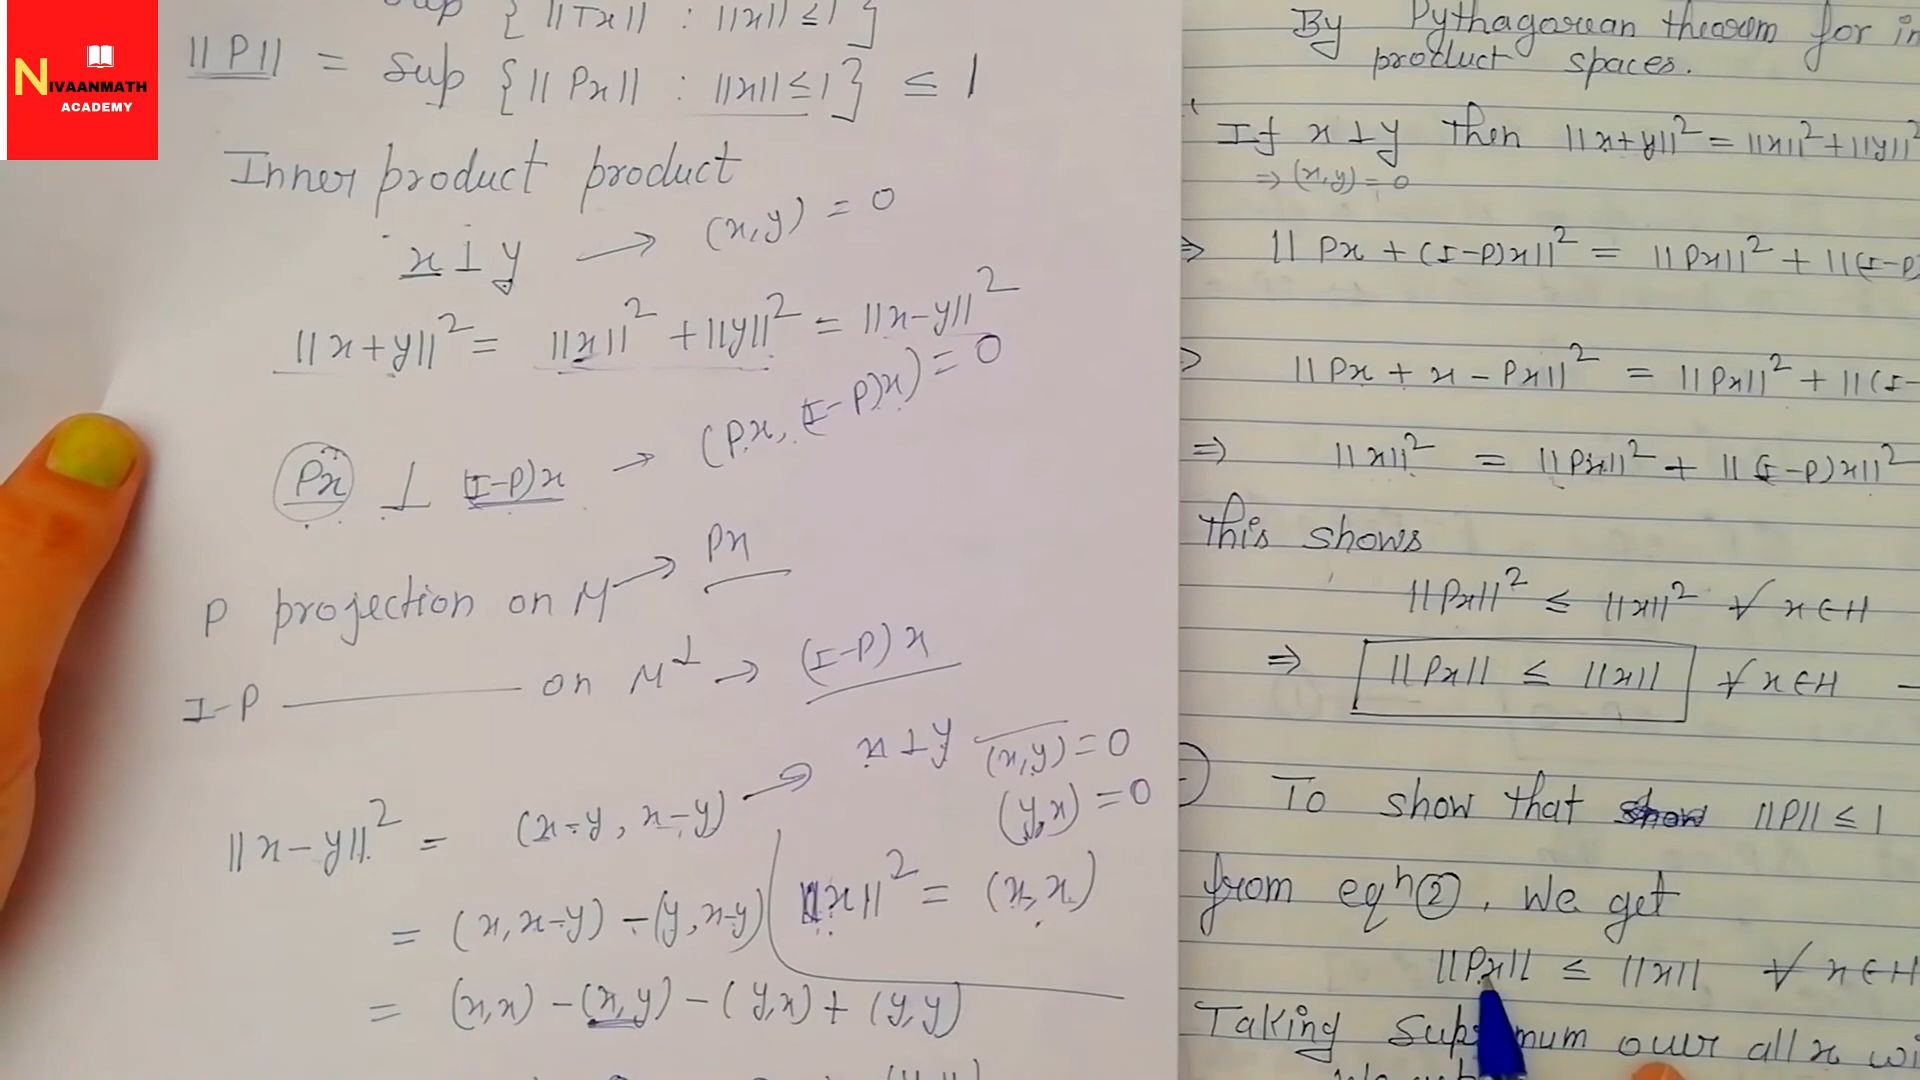 NIVAANMATH
ACADEMY
Sup {||Tx|| : ||x|| ≤ 1}
||P|| = Sup {||Px|| : ||x|| ≤ 1} ≤ 1
Inner product product
x ⊥ y → (x, y) = 0
||x+y||² = ||x||² + ||y||² = ||x-y||²
Px ⊥ (I-P)x → (Px, (I-P)x) = 0
P projection on M → Px
I-P ——— on M⊥ → (I-P)x
x ⊥ y (x,y) = 0
(y,x) = 0
||x-y||² = (x-y, x-y) →
||x||² = (x, x)
= (x, x-y) - (y, x-y)
= (x,x) - (x,y) - (y,x) + (y,y)
By Pythagorean theorem for in
product spaces.
If x ⊥ y then ||x+y||² = ||x||² + ||y||²
⇒ (x,y) = 0
⇒ ||Px + (I-P)x||² = ||Px||² + ||(I-P)
⇒ ||Px + x - Px||² = ||Px||² + ||(I-
⇒ ||x||² = ||Px||² + ||(I-P)x||²
this shows
||Px||² ≤ ||x||² ∀ x ∈ H
⇒ ||Px|| ≤ ||x|| ∀ x ∈ H —
To show that ||P|| ≤ 1
from eqⁿ ②, We get
||Px|| ≤ ||x|| ∀ x ∈ H
Taking Supremum over all x wi